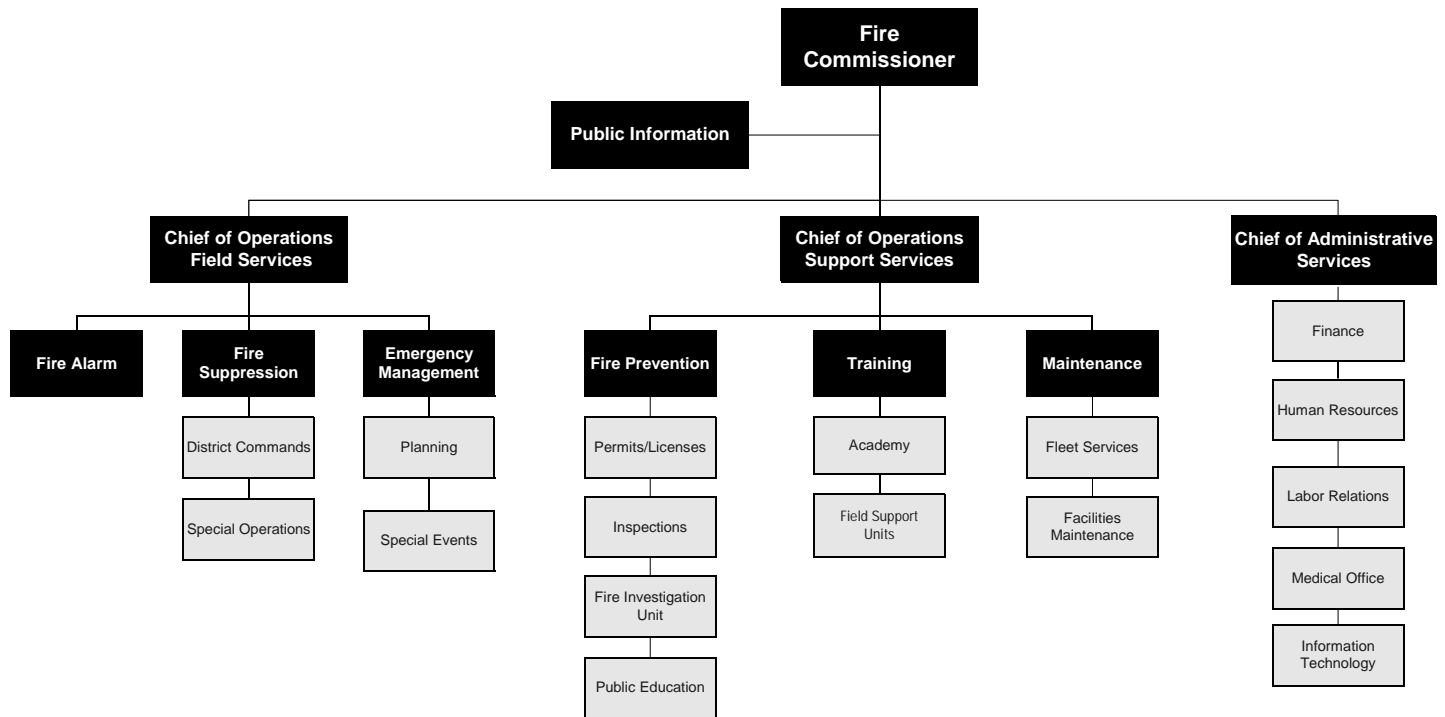 Fire
Commissioner
Public Information
Chief of Operations
Field Services
Chief of Operations
Support Services
Chief of Administrative
Services
Fire Alarm
Fire
Suppression
Emergency
Management
Fire Prevention
Training
Maintenance
Finance
District Commands
Planning
Permits/Licenses
Academy
Fleet Services
Human Resources
Special Operations
Special Events
Inspections
Field Support
Units
Facilities
Maintenance
Labor Relations
Fire Investigation
Unit
Medical Office
Public Education
Information
Technology